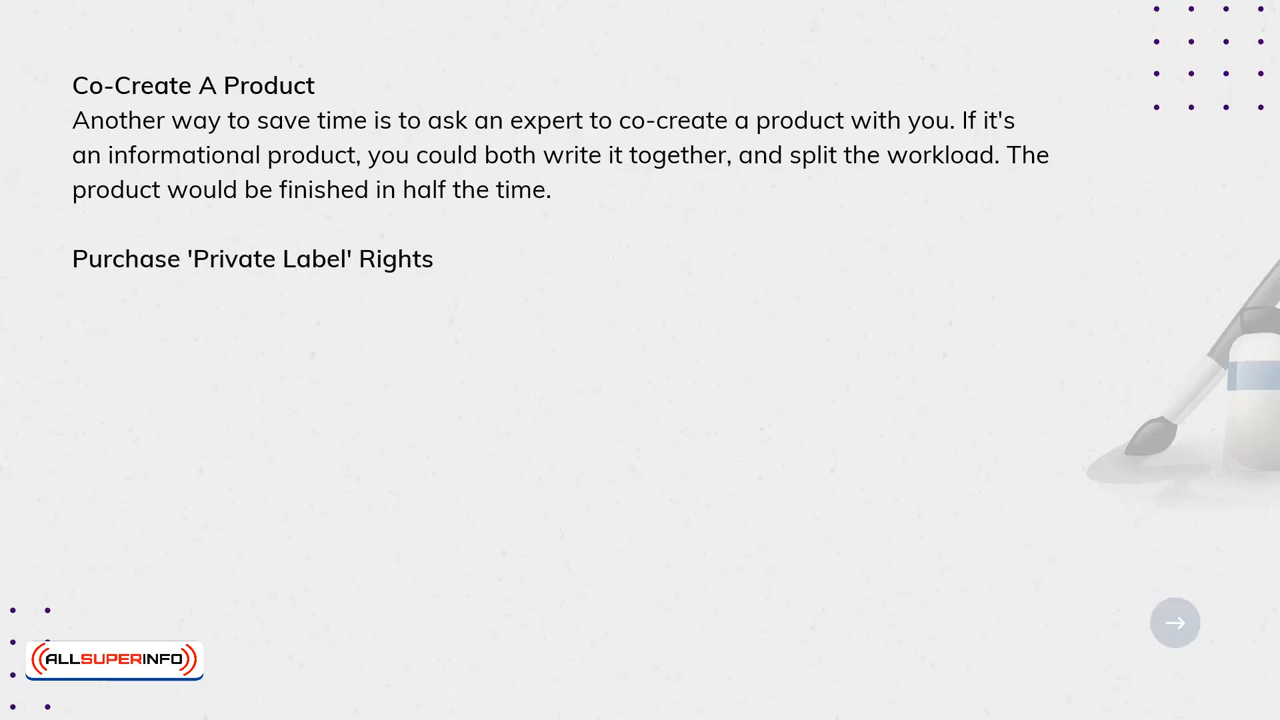 Co-Create A Product
Another way to save time is to ask an expert to co-create a product with you. If it's
an informational product, you could both write it together, and split the workload. The
product would be finished in half the time.
Purchase 'Private Label' Rights
ALLSUPERINFO